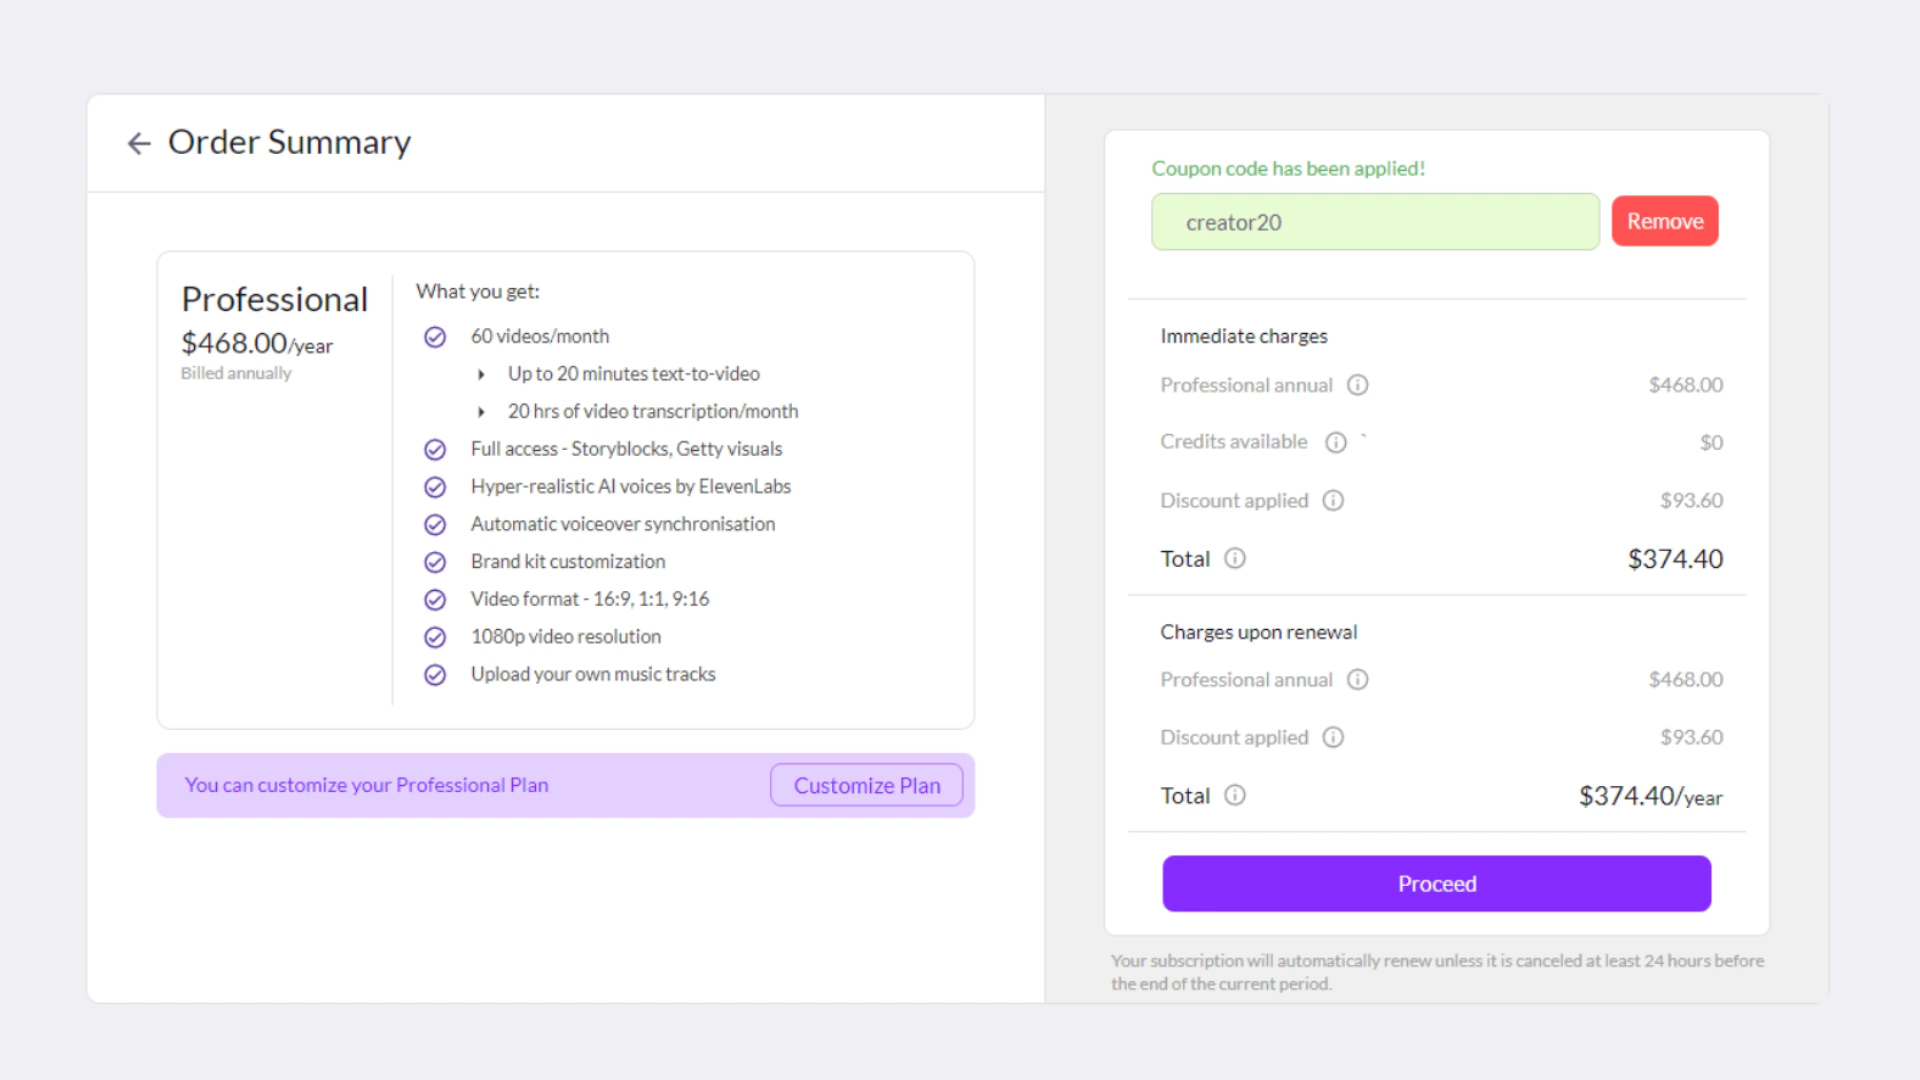 Order Summary
Professional
$468.00/year
Billed annually
What you get:
60 videos/month
Up to 20 minutes text-to-video
20 hrs of video transcription/month
Full access - Storyblocks, Getty visuals
Hyper-realistic AI voices by ElevenLabs
Automatic voiceover synchronisation
Brand kit customization
Video format - 16:9, 1:1, 9:16
1080p video resolution
Upload your own music tracks
You can customize your Professional Plan
Customize Plan
Coupon code has been applied!
creator20
Remove
Immediate charges
Professional annual $468.00
Credits available ` $0
Discount applied $93.60
Total $374.40
Charges upon renewal
Professional annual $468.00
Discount applied $93.60
Total $374.40/year
Proceed
Your subscription will automatically renew unless it is canceled at least 24 hours before
the end of the current period.